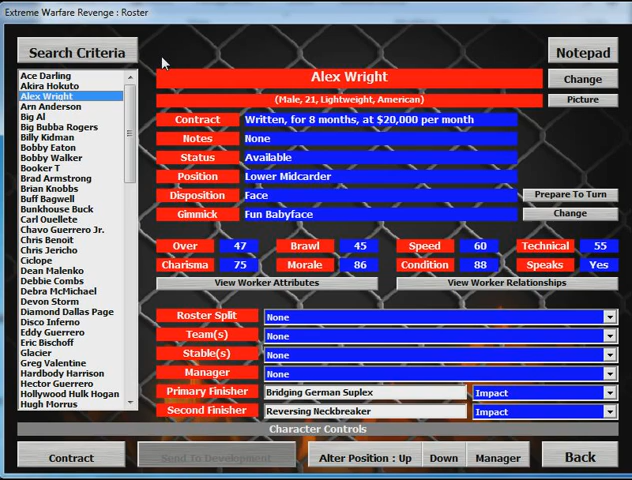 Extreme Warfare Revenge : Roster
Search Criteria
Notepad
Alex Wright
Change
(Male, 21, Lightweight, American)
Picture
Ace Darling
Akira Hokuto
Alex Wright
Arn Anderson
Big Al
Big Bubba Rogers
Billy Kidman
Bobby Eaton
Bobby Walker
Booker T
Brad Armstrong
Brian Knobbs
Buff Bagwell
Bunkhouse Buck
Carl Ouellete
Chavo Guerrero Jr.
Chris Benoit
Chris Jericho
Ciclope
Dean Malenko
Debbie Combs
Debra McMichael
Devon Storm
Diamond Dallas Page
Disco Inferno
Eddy Guerrero
Eric Bischoff
Glacier
Greg Valentine
Hardbody Harrison
Hector Guerrero
Hollywood Hulk Hogan
Hugh Morrus
Contract Written, for 8 months, at $20,000 per month
Notes None
Status Available
Position Lower Midcarder
Disposition Face Prepare To Turn
Gimmick Fun Babyface Change
Over 47 Brawl 45 Speed 60 Technical 55
Charisma 75 Morale 86 Condition 88 Speaks Yes
View Worker Attributes View Worker Relationships
Roster Split None
Team(s) None
Stable(s) None
Manager None
Primary Finisher Bridging German Suplex Impact
Second Finisher Reversing Neckbreaker Impact
Character Controls
Contract Send To Development Alter Position : Up Down Manager Back